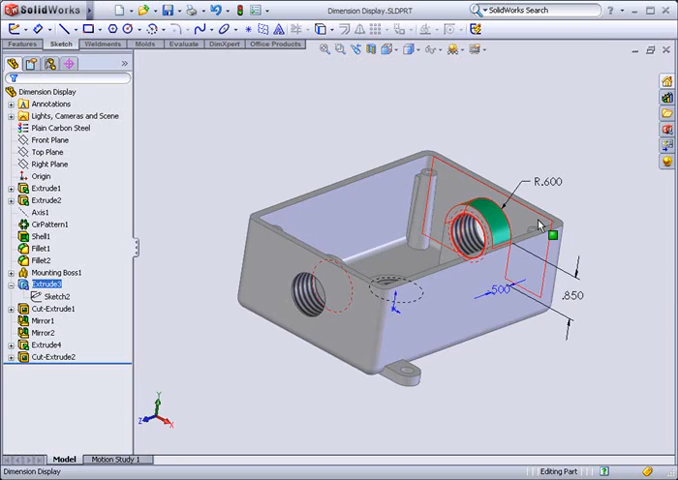 SolidWorks
Dimension Display.SLDPRT
SolidWorks Search
Features
Sketch
Weldments
Molds
Evaluate
DimXpert
Office Products
Dimension Display
Annotations
Lights, Cameras and Scene
Plain Carbon Steel
Front Plane
Top Plane
Right Plane
Origin
Extrude1
Extrude2
Axis1
CirPattern1
Shell1
Fillet1
Fillet2
Mounting Boss1
Extrude3
Sketch2
Cut-Extrude1
Mirror1
Mirror2
Extrude4
Cut-Extrude2
R.600
.500
.850
Y
Z
X
Model
Motion Study 1
Dimension Display
Editing Part